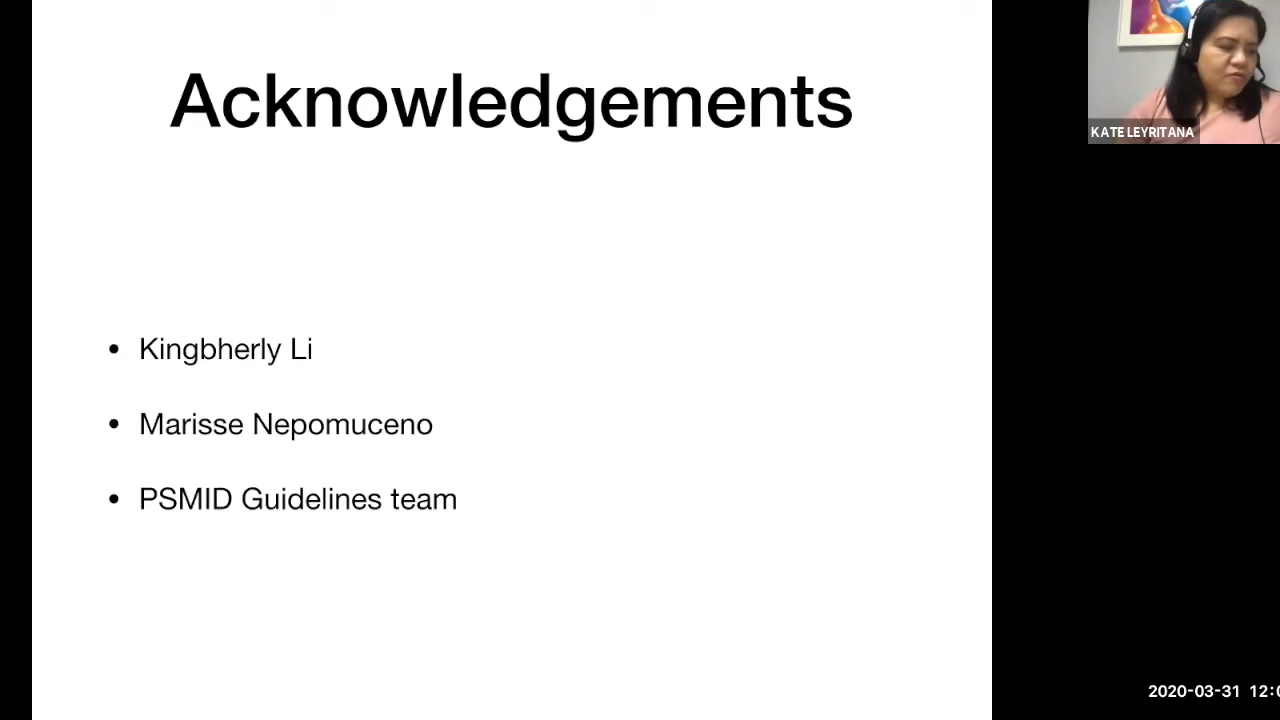 Acknowledgements
KATE LEYRITANA
• Kingbherly Li
• Marisse Nepomuceno
• PSMID Guidelines team
2020-03-31 12:0